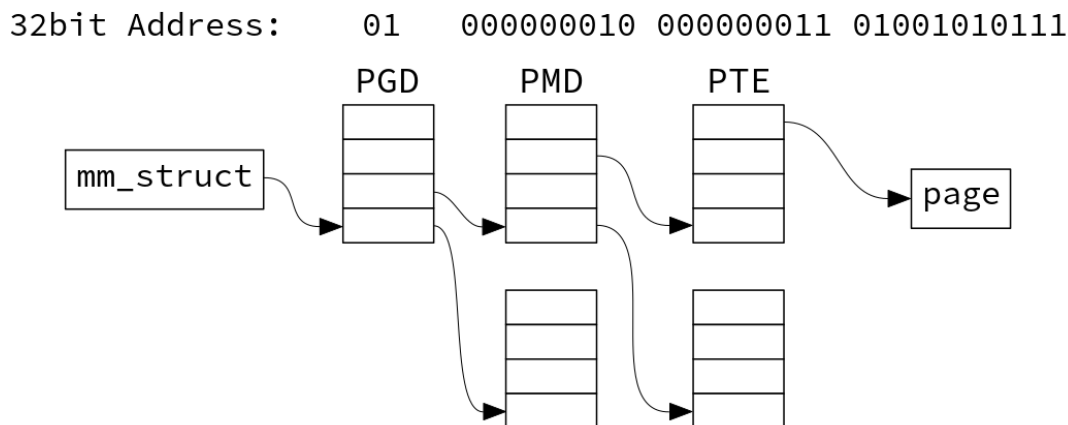 32bit Address: 01 000000010 000000011 01001010111
PGD PMD PTE
mm_struct
page